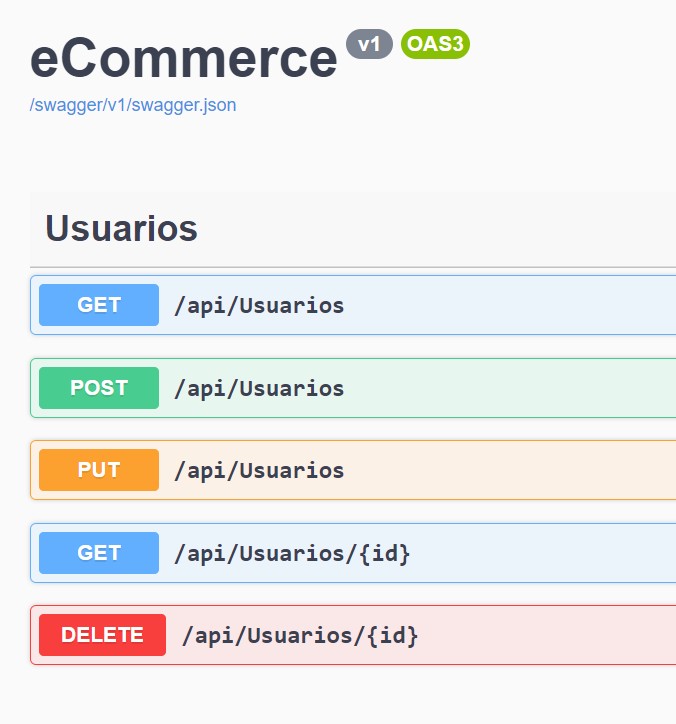 eCommerce v1 OAS3
/swagger/v1/swagger.json
Usuarios
GET /api/Usuarios
POST /api/Usuarios
PUT /api/Usuarios
GET /api/Usuarios/{id}
DELETE /api/Usuarios/{id}